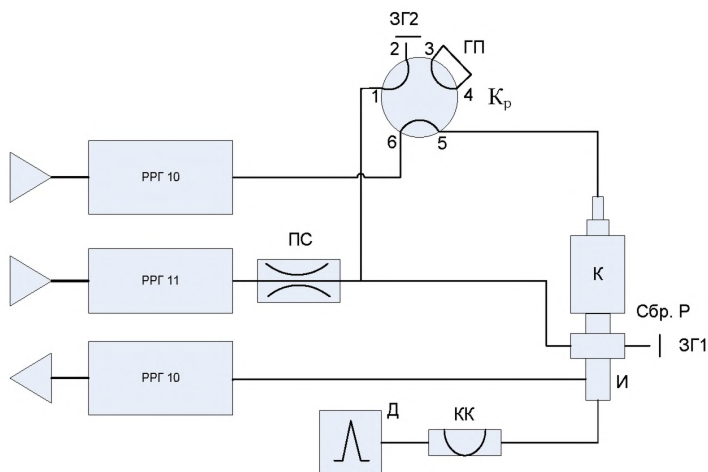 ЗГ2
2 3 ГП
1 4 Кр
6 5
РРГ 10
ПС
РРГ 11
К
Сбр. Р
ЗГ1
РРГ 10
И
Д КК